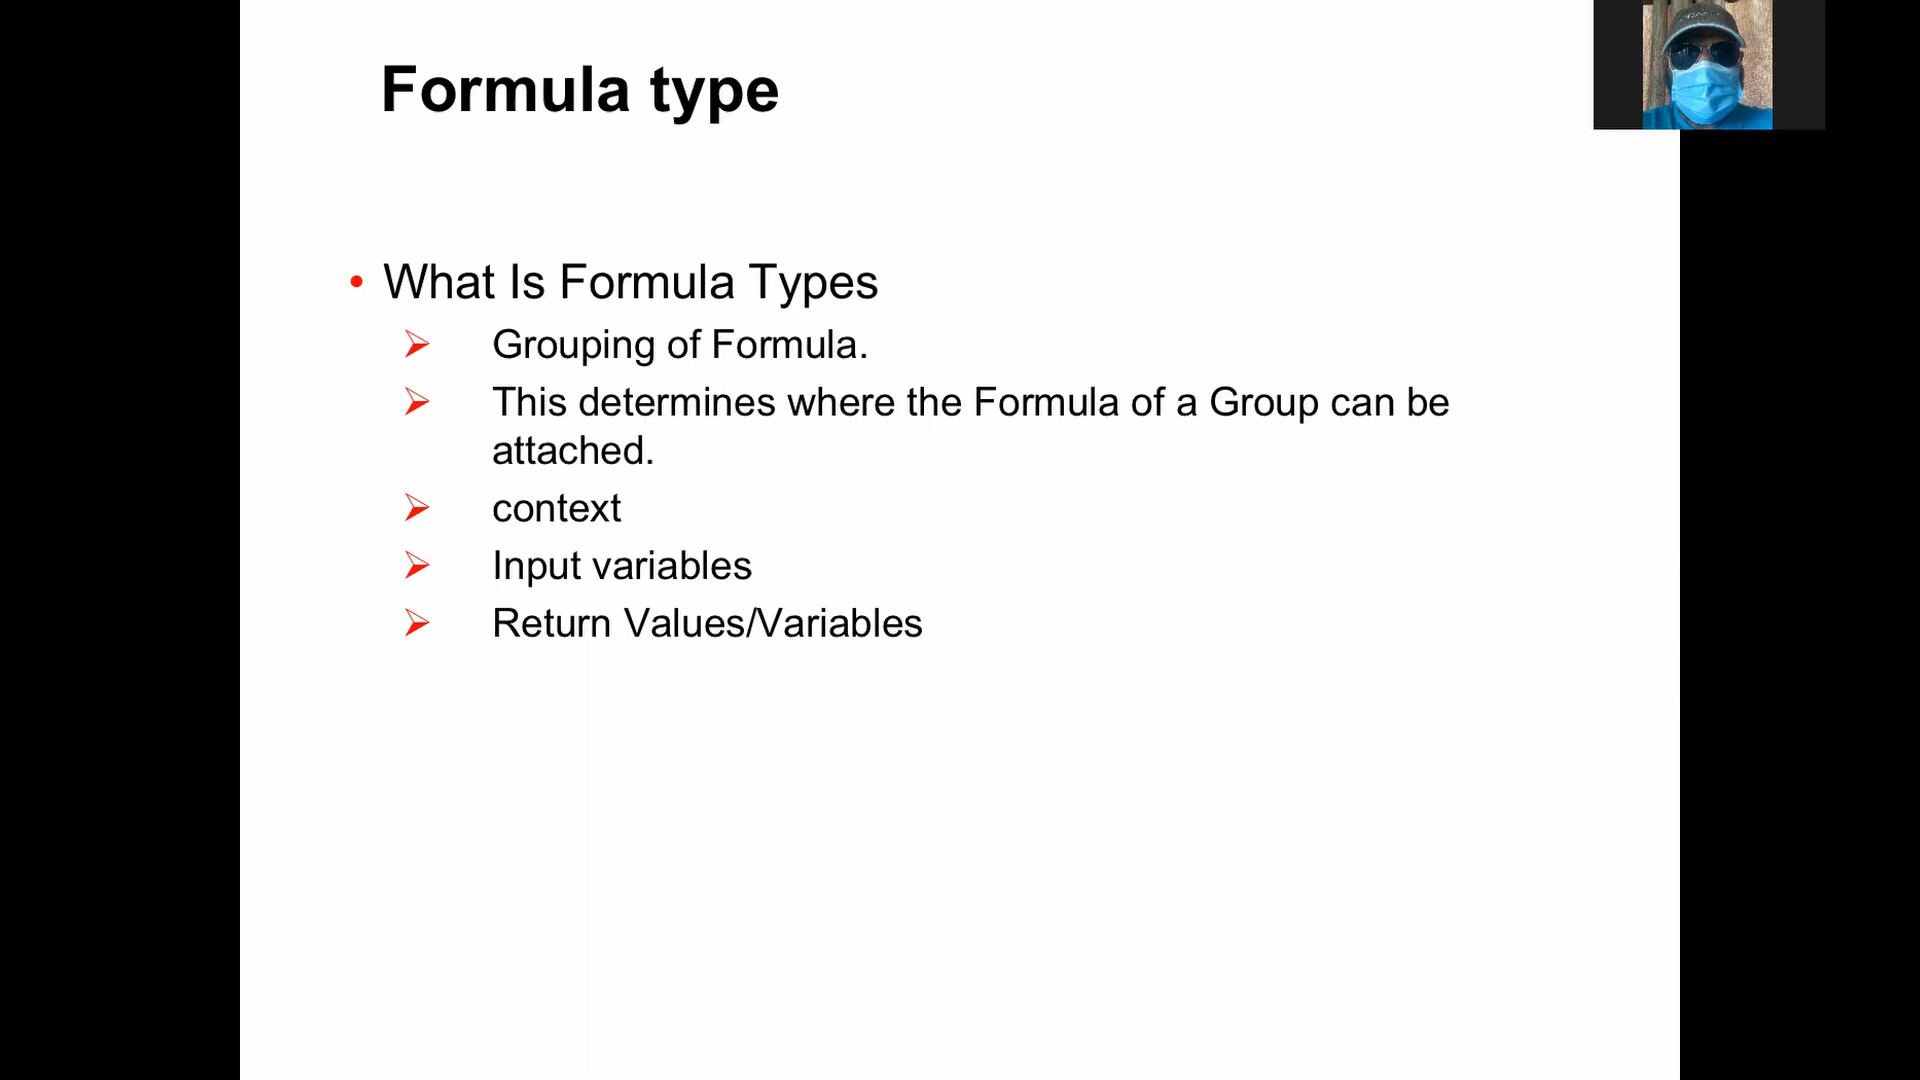 Formula type
What Is Formula Types
Grouping of Formula.
This determines where the Formula of a Group can be
attached.
context
Input variables
Return Values/Variables